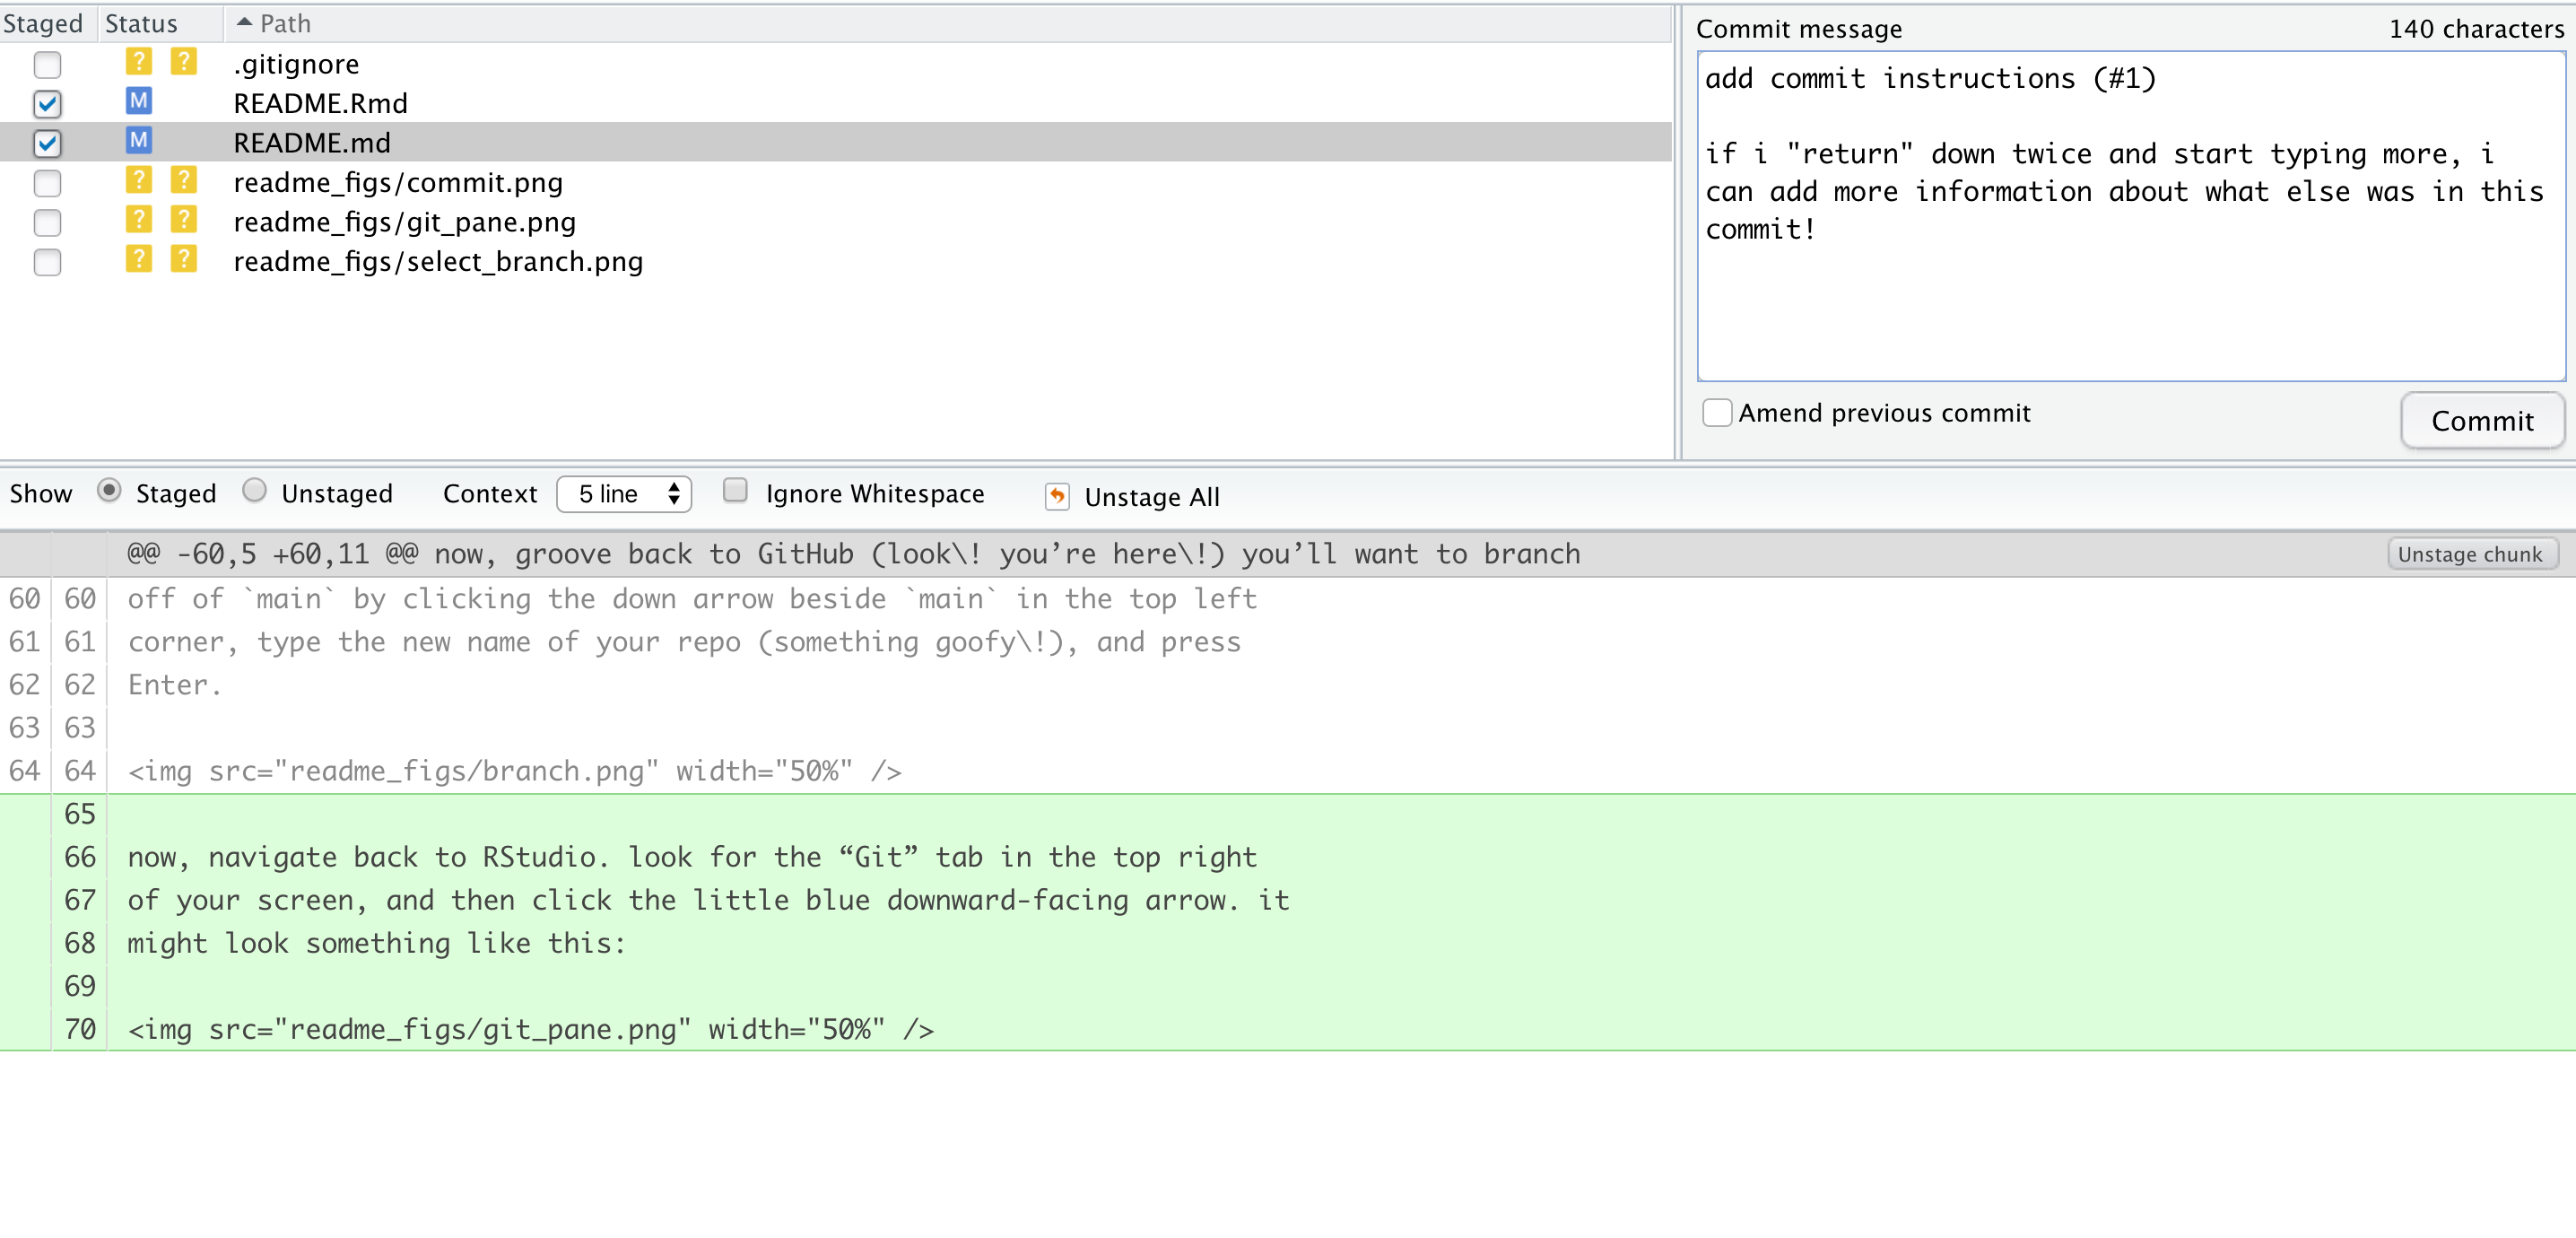 Staged Status Path
? ? .gitignore
M README.Rmd
M README.md
? ? readme_figs/commit.png
? ? readme_figs/git_pane.png
? ? readme_figs/select_branch.png
Commit message 140 characters
add commit instructions (#1)
if i "return" down twice and start typing more, i
can add more information about what else was in this
commit!
Amend previous commit Commit
Show Staged Unstaged Context 5 line Ignore Whitespace Unstage All
@@ -60,5 +60,11 @@ now, groove back to GitHub (look\! you’re here\!) you’ll want to branch Unstage chunk
60 60 off of `main` by clicking the down arrow beside `main` in the top left
61 61 corner, type the new name of your repo (something goofy\!), and press
62 62 Enter.
63 63
64 64 <img src="readme_figs/branch.png" width="50%" />
65
66 now, navigate back to RStudio. look for the “Git” tab in the top right
67 of your screen, and then click the little blue downward-facing arrow. it
68 might look something like this:
69
70 <img src="readme_figs/git_pane.png" width="50%" />